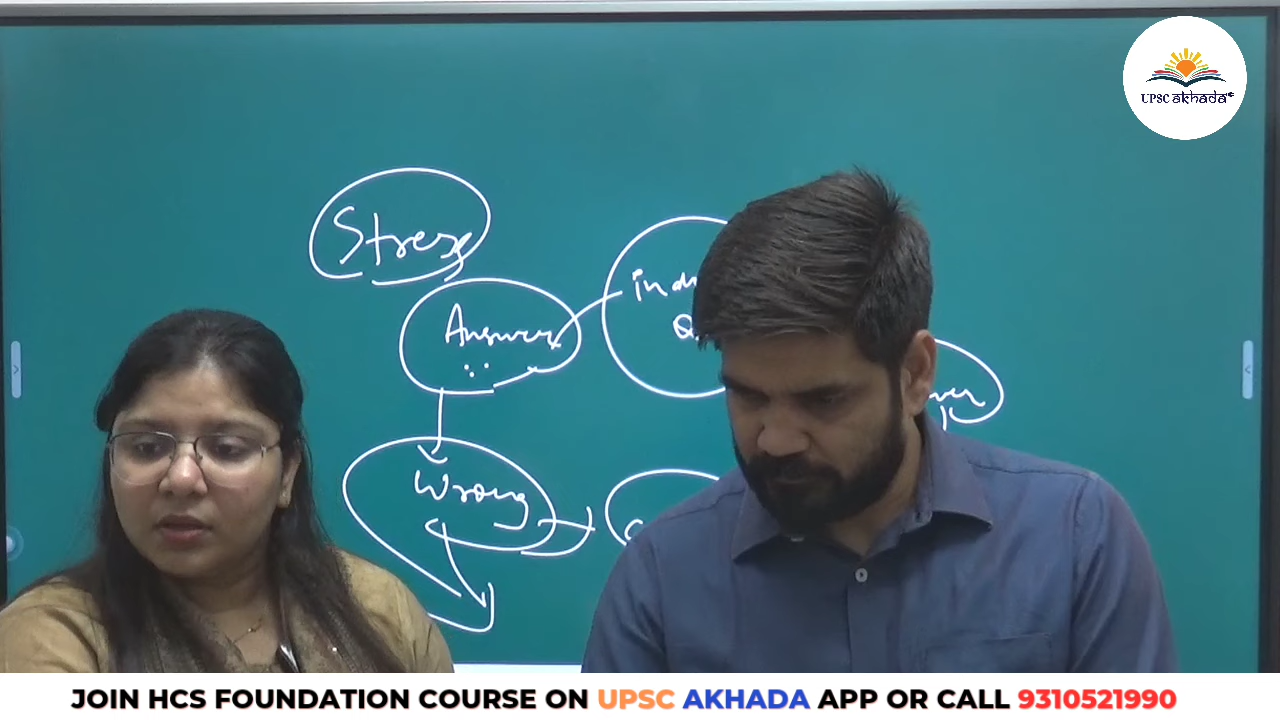 UPSC akhada
Stress
Answer
Wrong
JOIN HCS FOUNDATION COURSE ON UPSC AKHADA APP OR CALL 9310521990